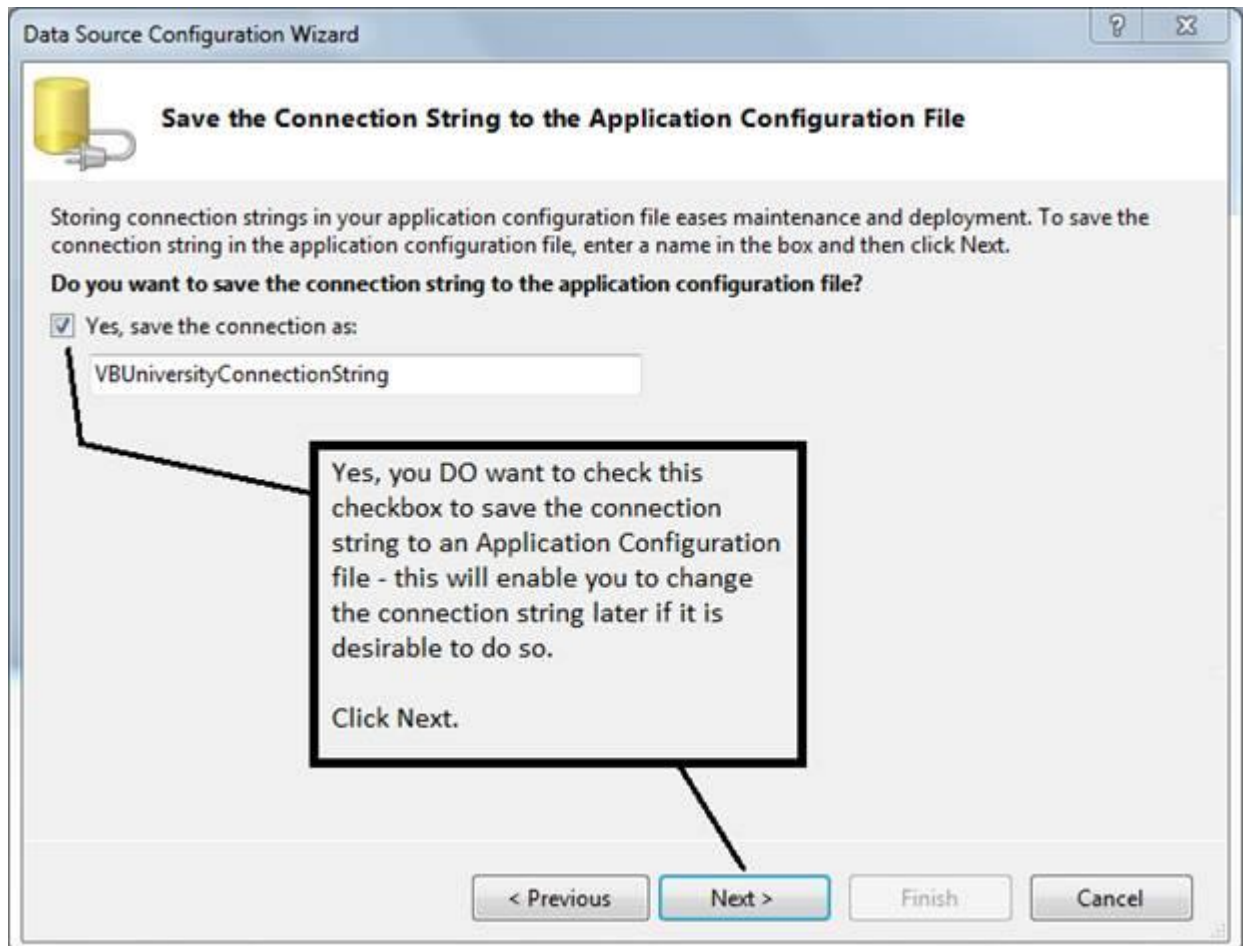 Data Source Configuration Wizard
Save the Connection String to the Application Configuration File
Storing connection strings in your application configuration file eases maintenance and deployment. To save the
connection string in the application configuration file, enter a name in the box and then click Next.
Do you want to save the connection string to the application configuration file?
Yes, save the connection as:
VBUniversityConnectionString
Yes, you DO want to check this
checkbox to save the connection
string to an Application Configuration
file - this will enable you to change
the connection string later if it is
desirable to do so.
Click Next.
< Previous
Next >
Finish
Cancel